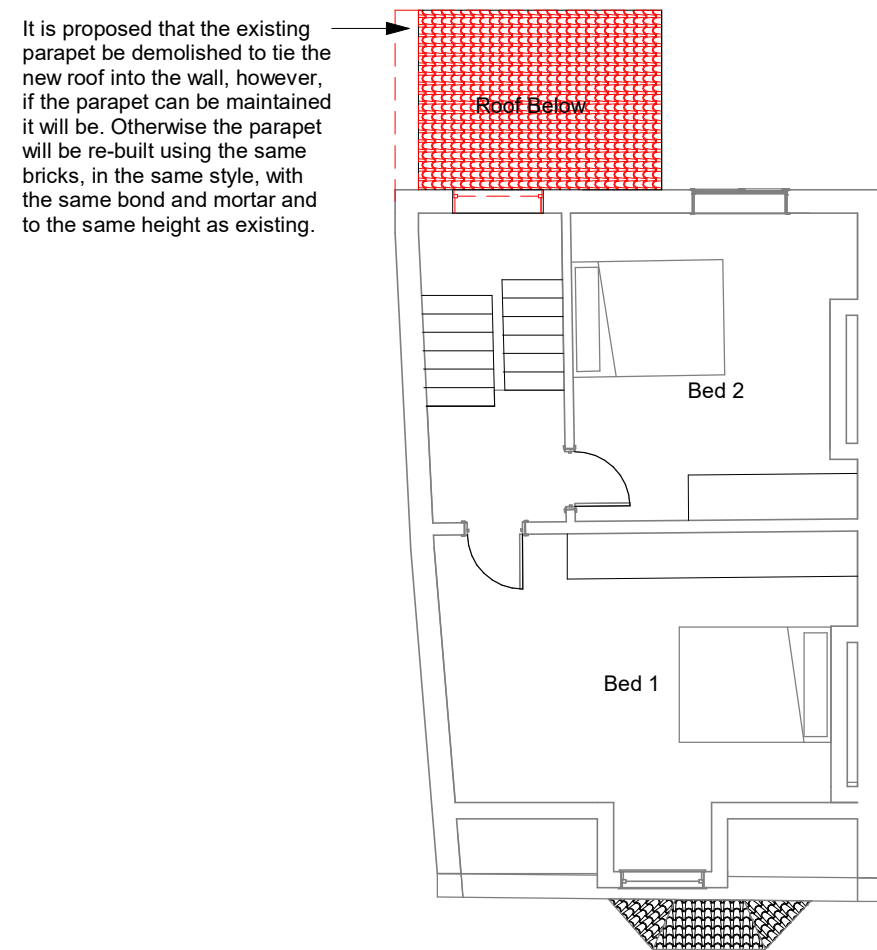 It is proposed that the existing
parapet be demolished to tie the
new roof into the wall, however,
if the parapet can be maintained
it will be. Otherwise the parapet
will be re-built using the same
bricks, in the same style, with
the same bond and mortar and
to the same height as existing.
Roof Below
Bed 2
Bed 1